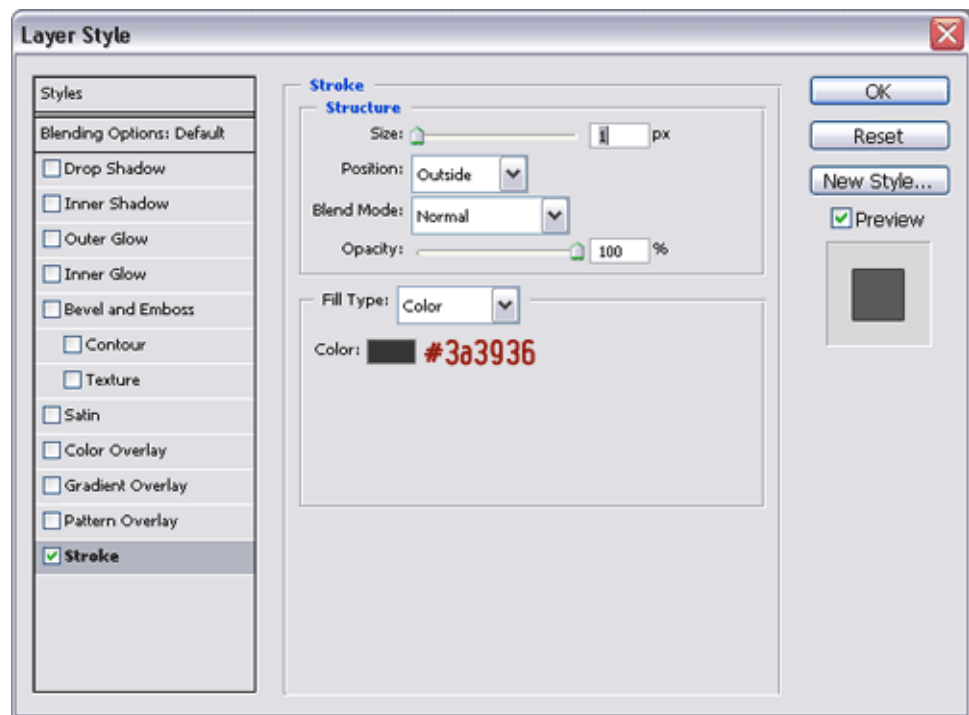 Layer Style
Styles
Blending Options: Default
Drop Shadow
Inner Shadow
Outer Glow
Inner Glow
Bevel and Emboss
Contour
Texture
Satin
Color Overlay
Gradient Overlay
Pattern Overlay
Stroke
Stroke
Structure
Size: 1 px
Position: Outside
Blend Mode: Normal
Opacity: 100 %
Fill Type: Color
Color: #3a3936
OK
Reset
New Style...
Preview